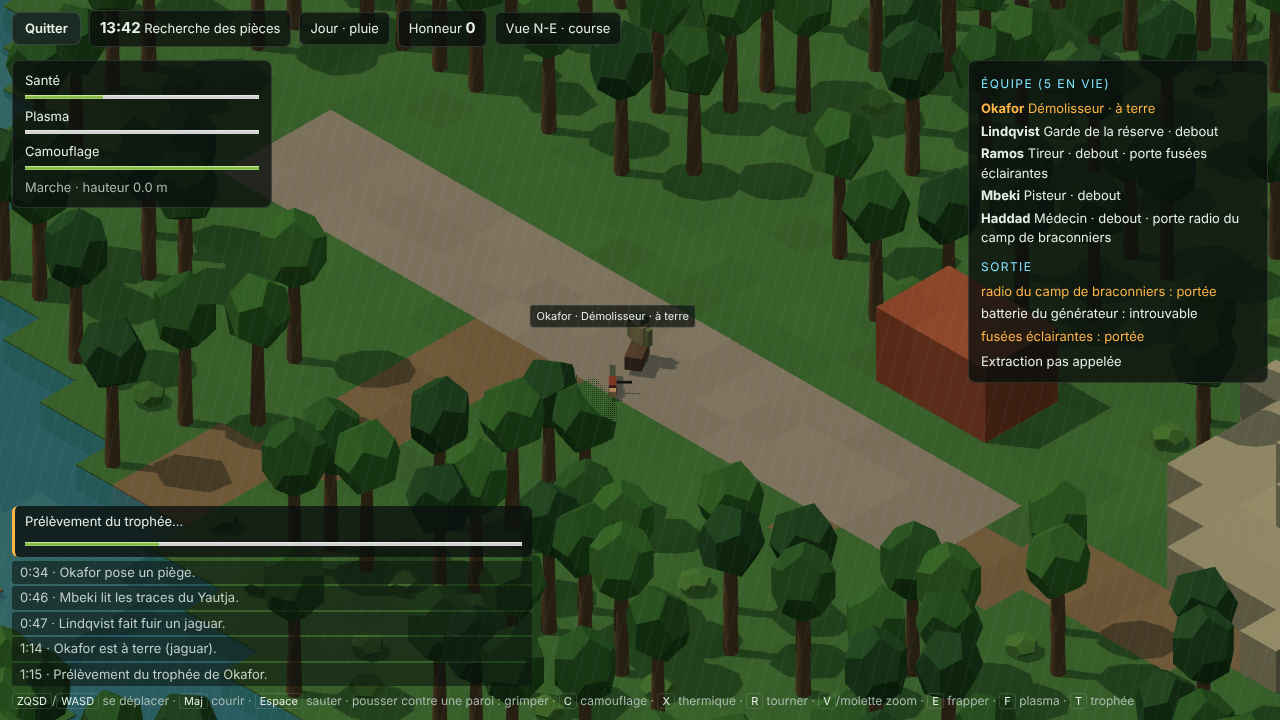 Quitter
13:42 Recherche des pièces
Jour · pluie
Honneur 0
Vue N-E · course
Santé
Plasma
Camouflage
Marche · hauteur 0.0 m
ÉQUIPE (5 EN VIE)
Okafor Démolisseur · à terre
Lindqvist Garde de la réserve · debout
Ramos Tireur · debout · porte fusées
éclairantes
Mbeki Pisteur · debout
Haddad Médecin · debout · porte radio du
camp de braconniers
SORTIE
radio du camp de braconniers : portée
batterie du générateur : introuvable
fusées éclairantes : portée
Extraction pas appelée
Okafor · Démolisseur · à terre
Prélèvement du trophée…
0:34 · Okafor pose un piège.
0:46 · Mbeki lit les traces du Yautja.
0:47 · Lindqvist fait fuir un jaguar.
1:14 · Okafor est à terre (jaguar).
1:15 · Prélèvement du trophée de Okafor.
ZQSD / WASD se déplacer · Maj courir · Espace sauter · pousser contre une paroi : grimper · C camouflage · X thermique · R tourner · V /molette zoom · E frapper · F plasma · T trophée